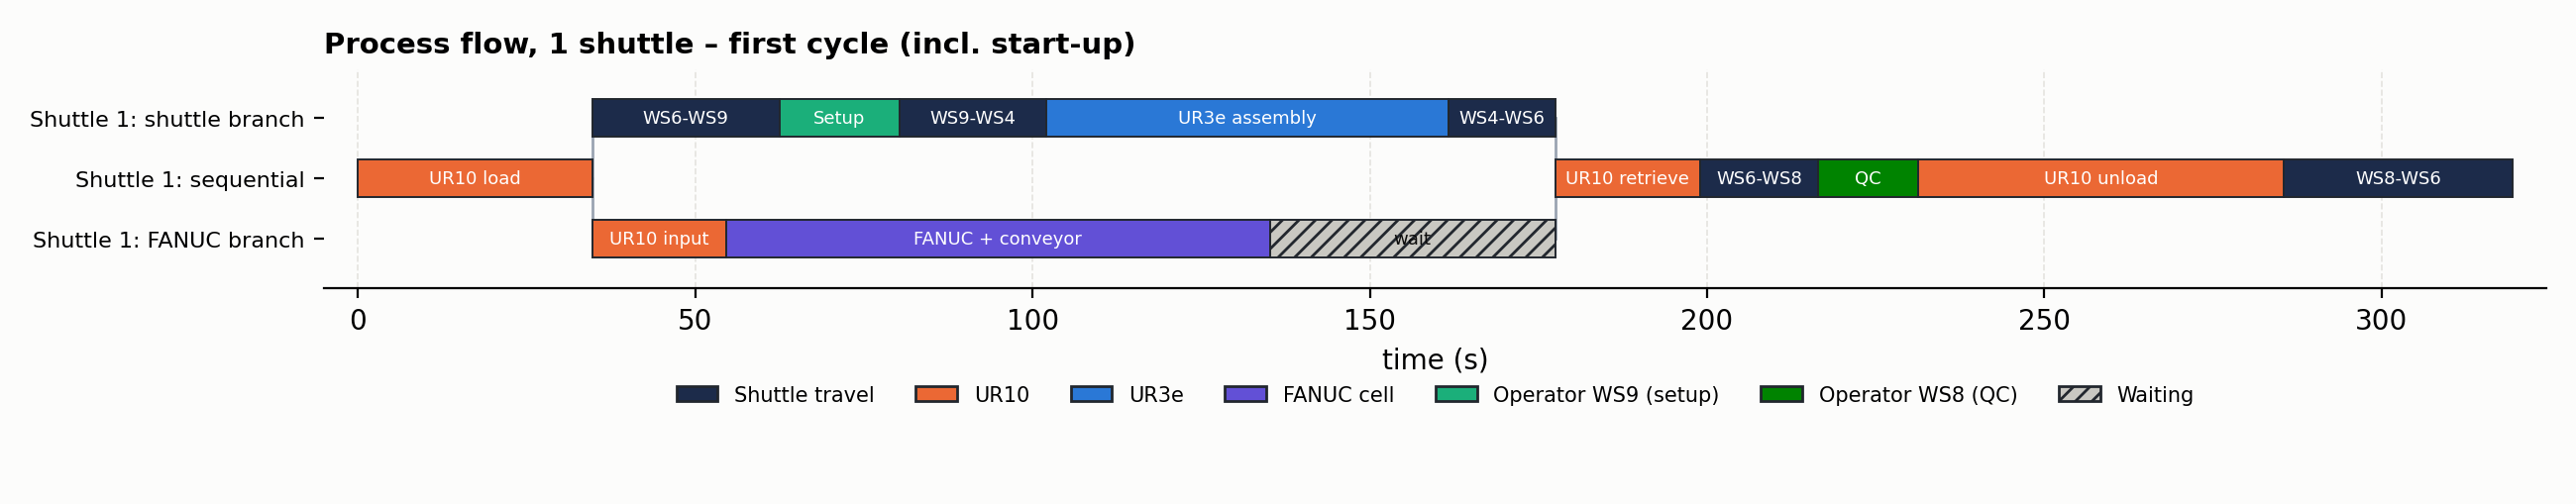 Process flow, 1 shuttle – first cycle (incl. start-up)
Shuttle 1: shuttle branch
WS6-WS9
Setup
WS9-WS4
UR3e assembly
WS4-WS6
Shuttle 1: sequential
UR10 load
UR10 retrieve
WS6-WS8
QC
UR10 unload
WS8-WS6
Shuttle 1: FANUC branch
UR10 input
FANUC + conveyor
wait
0
50
100
150
200
250
300
time (s)
Shuttle travel
UR10
UR3e
FANUC cell
Operator WS9 (setup)
Operator WS8 (QC)
Waiting